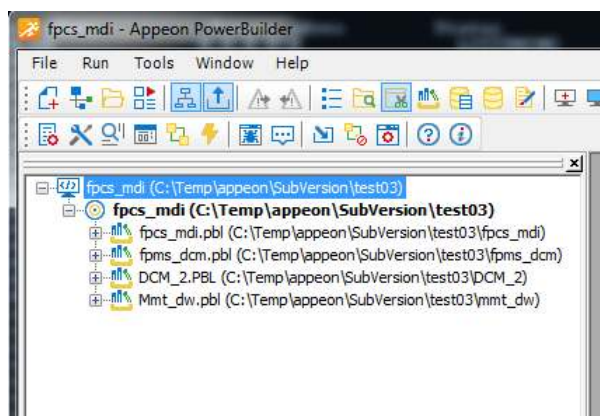 fpcs_mdi - Appeon PowerBuilder
File Run Tools Window Help
fpcs_mdi (C:\Temp\appeon\SubVersion\test03)
fpcs_mdi (C:\Temp\appeon\SubVersion\test03)
fpcs_mdi.pbl (C:\Temp\appeon\SubVersion\test03\fpcs_mdi)
fpms_dcm.pbl (C:\Temp\appeon\SubVersion\test03\fpms_dcm)
DCM_2.PBL (C:\Temp\appeon\SubVersion\test03\DCM_2)
Mmt_dw.pbl (C:\Temp\appeon\SubVersion\test03\mmt_dw)